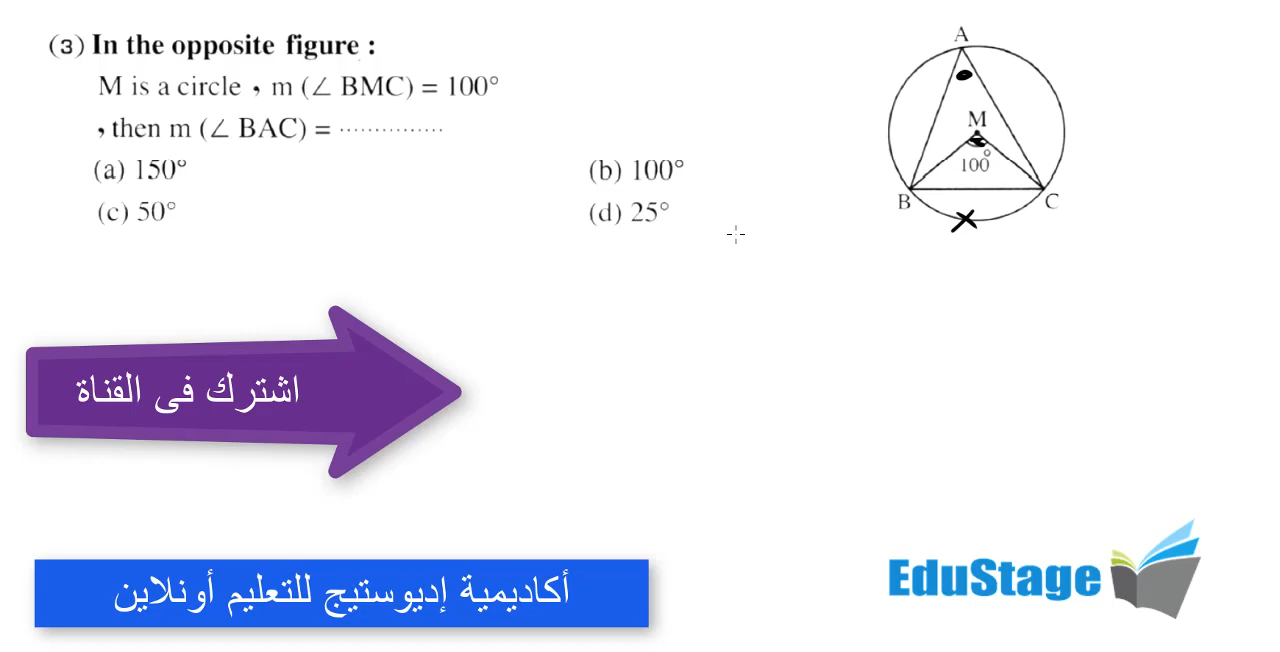 (3) In the opposite figure :
M is a circle , m (∠ BMC) = 100°
, then m (∠ BAC) = ···············
(a) 150° (b) 100°
(c) 50° (d) 25°
A
M
100°
B C
اشترك فى القناة
أكاديمية إديوستيج للتعليم أونلاين
EduStage